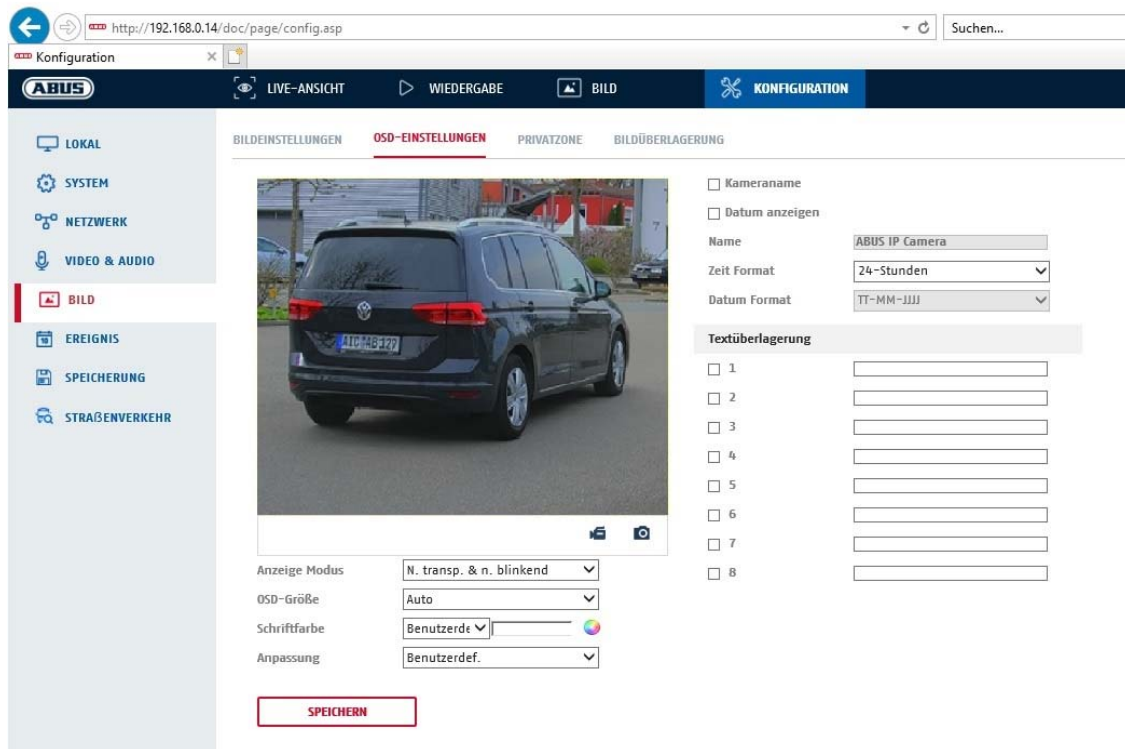 http://192.168.0.14/doc/page/config.asp
Suchen...
Konfiguration
ABUS
LIVE-ANSICHT
WIEDERGABE
BILD
KONFIGURATION
LOKAL
SYSTEM
NETZWERK
VIDEO & AUDIO
BILD
EREIGNIS
SPEICHERUNG
STRAßENVERKEHR
BILDEINSTELLUNGEN
OSD-EINSTELLUNGEN
PRIVATZONE
BILDÜBERLAGERUNG
AIC AB127
Anzeige Modus N. transp. & n. blinkend
OSD-Größe Auto
Schriftfarbe Benutzerde
Anpassung Benutzerdef.
SPEICHERN
Kameraname
Datum anzeigen
Name ABUS IP Camera
Zeit Format 24-Stunden
Datum Format TT-MM-JJJJ
Textüberlagerung
1
2
3
4
5
6
7
8